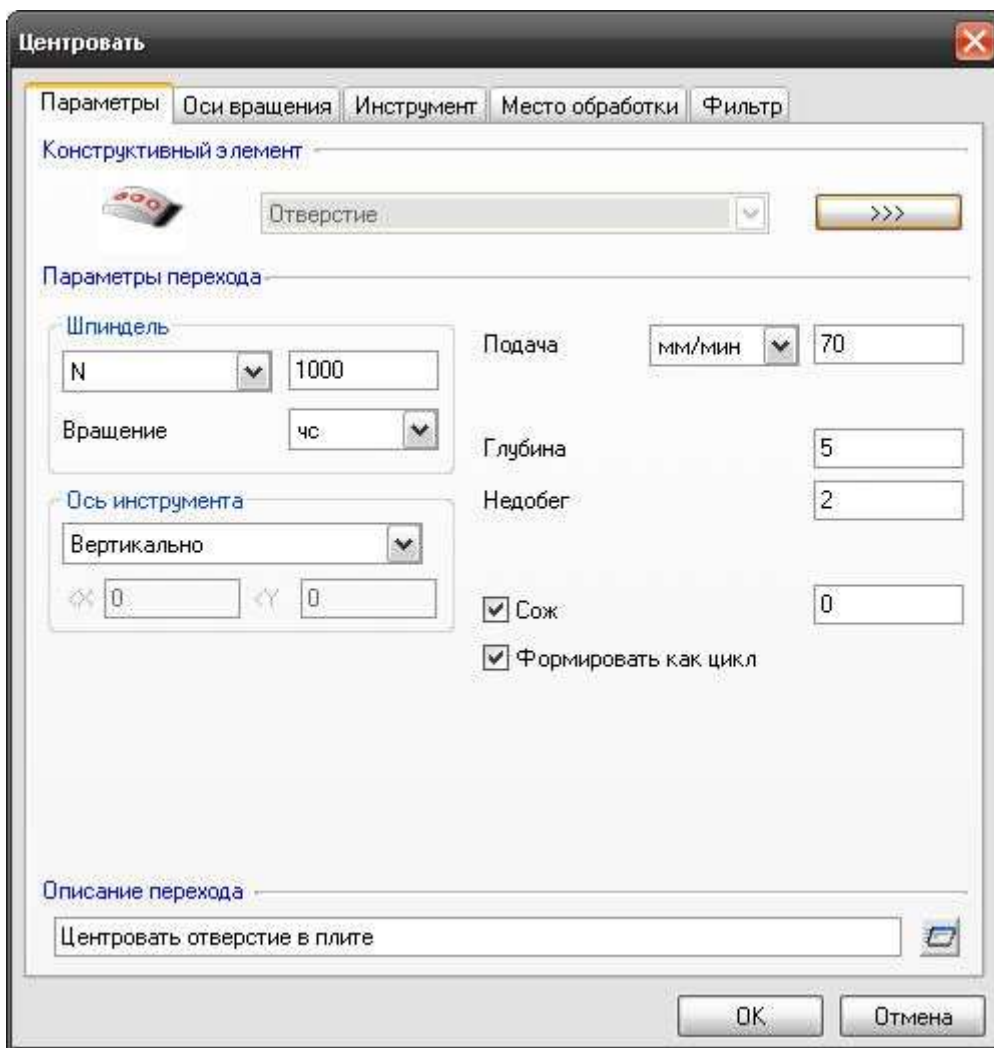 Центровать
Параметры Оси вращения Инструмент Место обработки Фильтр
Конструктивный элемент
Отверстие >>>
Параметры перехода
Шпиндель
N 1000
Вращение чс
Подача мм/мин 70
Глубина 5
Недобег 2
Ось инструмента
Вертикально
<X 0 <Y 0
Сож 0
Формировать как цикл
Описание перехода
Центровать отверстие в плите
OK Отмена